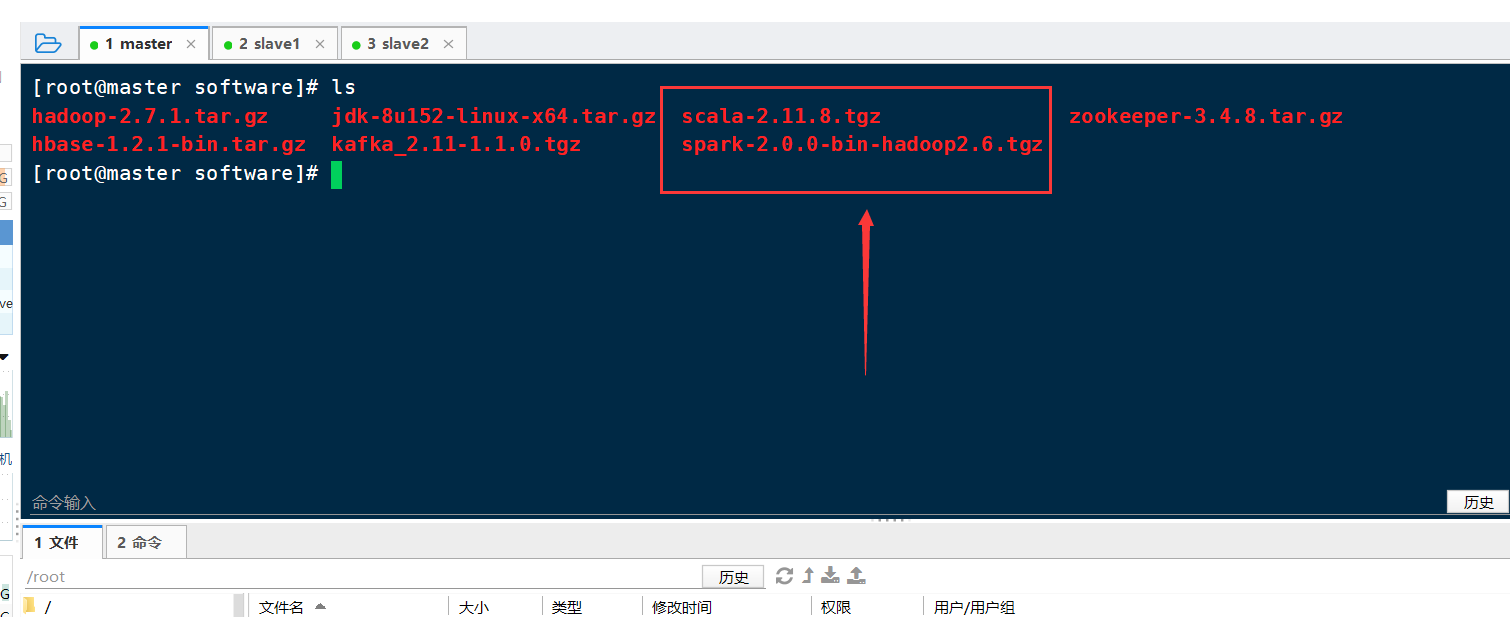 1 master × 2 slave1 × 3 slave2 ×
[root@master software]# ls
hadoop-2.7.1.tar.gz jdk-8u152-linux-x64.tar.gz scala-2.11.8.tgz zookeeper-3.4.8.tar.gz
hbase-1.2.1-bin.tar.gz kafka_2.11-1.1.0.tgz spark-2.0.0-bin-hadoop2.6.tgz
[root@master software]#
G
G
ve
机
命令输入 历史
1 文件 2 命令
/root 历史
G
/ 文件名 大小 类型 修改时间 权限 用户/用户组